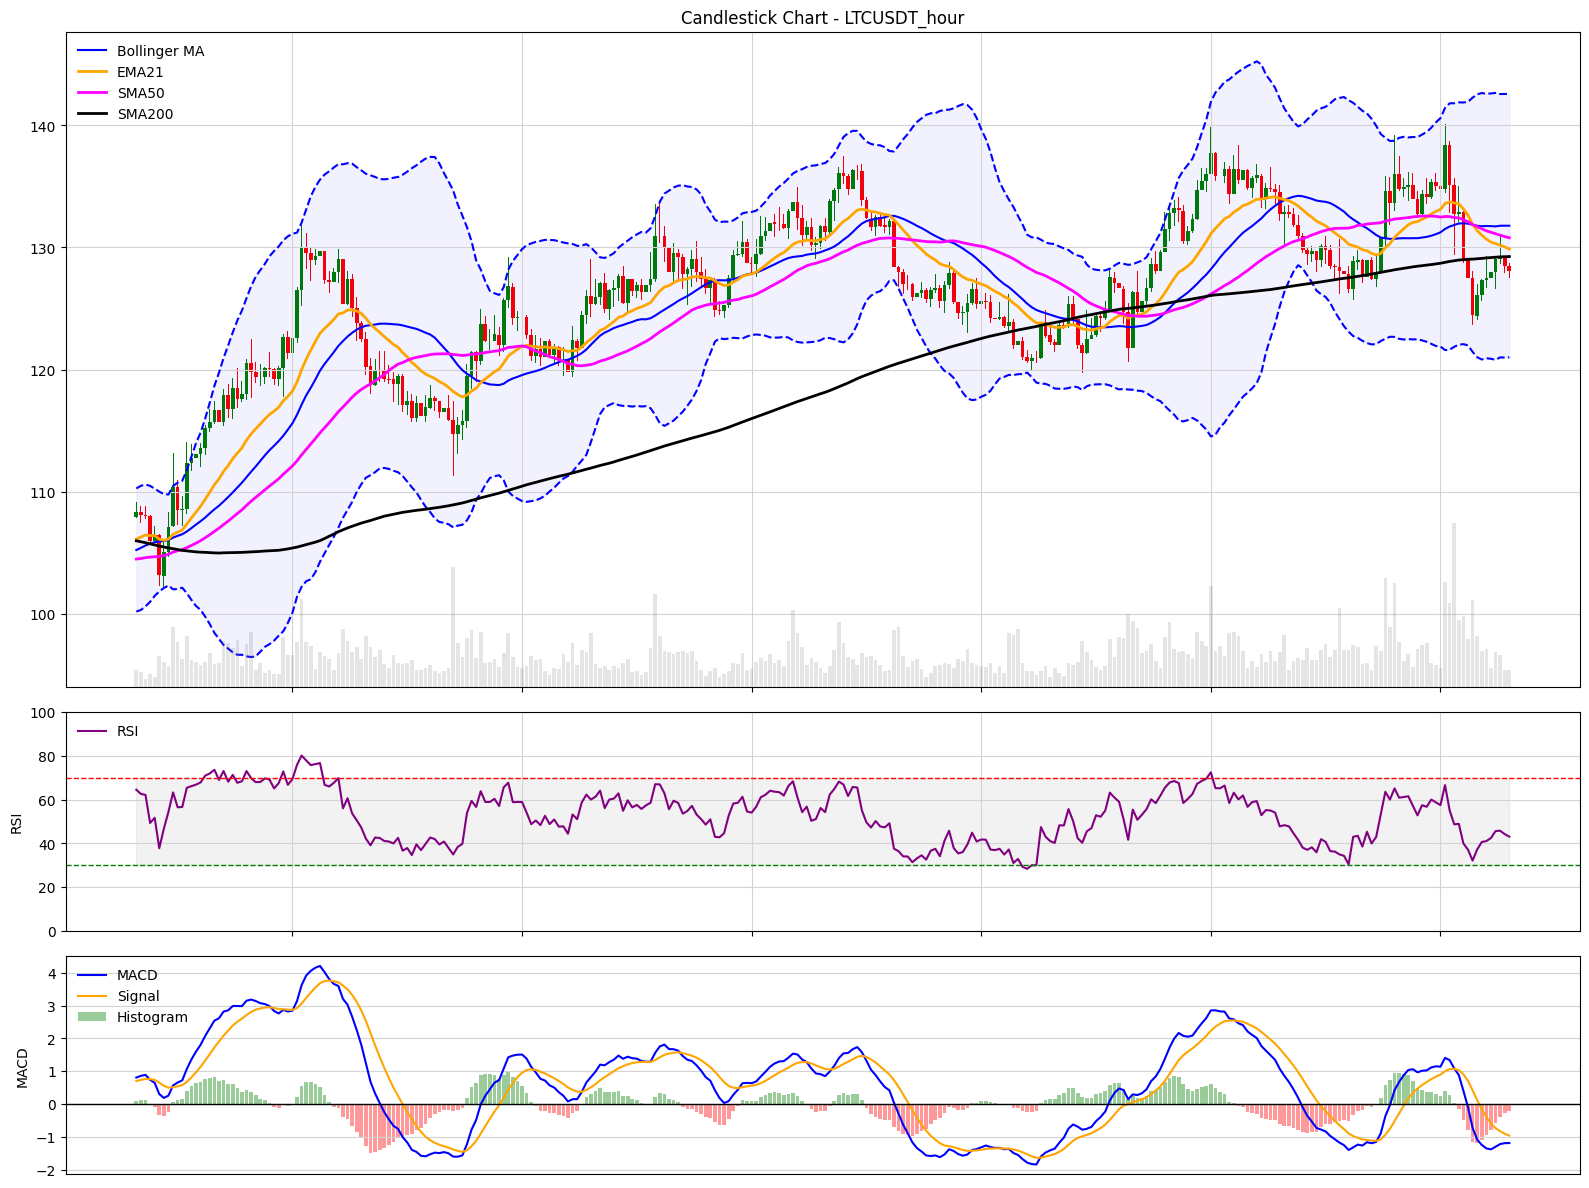 Candlestick Chart - LTCUSDT_hour
Bollinger MA
EMA21
SMA50
SMA200
140
130
120
110
100
RSI
100
80
60
40
20
0
RSI
MACD
Signal
Histogram
4
3
2
1
0
−1
−2
MACD